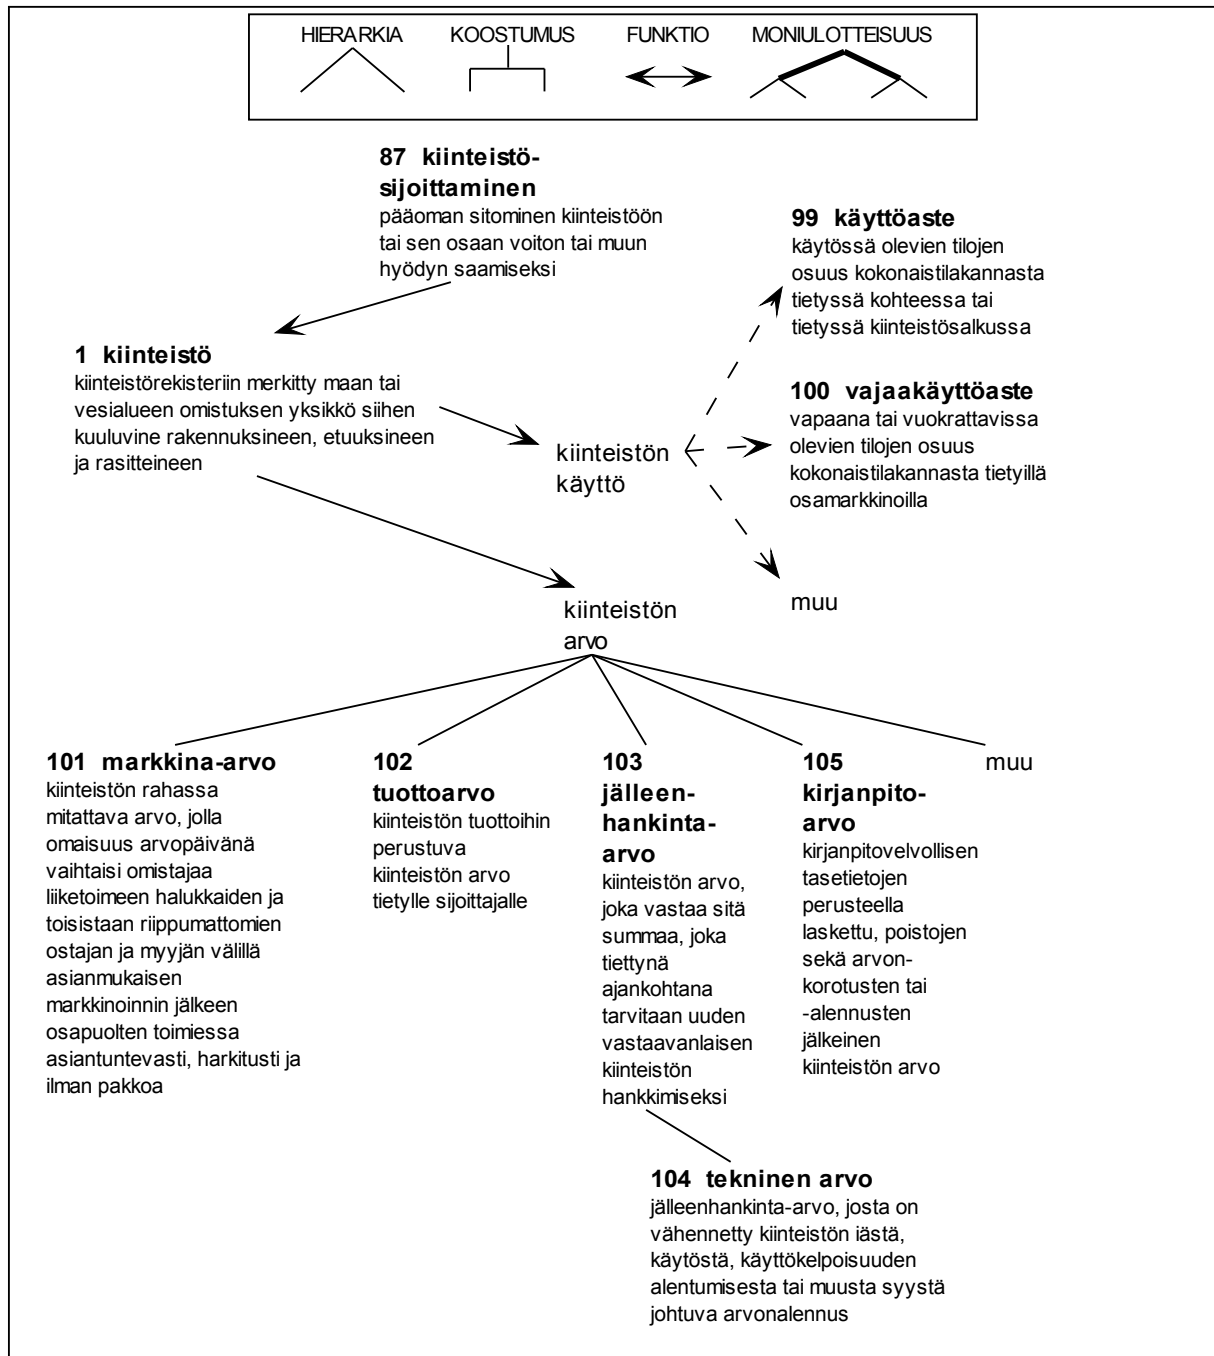 HIERARKIA KOOSTUMUS FUNKTIO MONIULOTTEISUUS
87 kiinteistö-
sijoittaminen
pääoman sitominen kiinteistöön
tai sen osaan voiton tai muun
hyödyn saamiseksi
99 käyttöaste
käytössä olevien tilojen
osuus kokonaistilakannasta
tietyssä kohteessa tai
tietyssä kiinteistösalkussa
1 kiinteistö
kiinteistörekisteriin merkitty maan tai
vesialueen omistuksen yksikkö siihen
kuuluvine rakennuksineen, etuuksineen
ja rasitteineen
100 vajaakäyttöaste
vapaana tai vuokrattavissa
olevien tilojen osuus
kokonaistilakannasta tietyillä
osamarkkinoilla
kiinteistön
käyttö
muu
kiinteistön
arvo
101 markkina-arvo
kiinteistön rahassa
mitattava arvo, jolla
omaisuus arvopäivänä
vaihtaisi omistajaa
liiketoimeen halukkaiden ja
toisistaan riippumattomien
ostajan ja myyjän välillä
asianmukaisen
markkinoinnin jälkeen
osapuolten toimiessa
asiantuntevasti, harkitusti ja
ilman pakkoa
102
tuottoarvo
kiinteistön tuottoihin
perustuva
kiinteistön arvo
tietylle sijoittajalle
103
jälleen-
hankinta-
arvo
kiinteistön arvo,
joka vastaa sitä
summaa, joka
tiettynä
ajankohtana
tarvitaan uuden
vastaavanlaisen
kiinteistön
hankkimiseksi
105
kirjanpito-
arvo
kirjanpitovelvollisen
tasetietojen
perusteella
laskettu, poistojen
sekä arvon-
korotusten tai
-alennusten
jälkeinen
kiinteistön arvo
muu
104 tekninen arvo
jälleenhankinta-arvo, josta on
vähennetty kiinteistön iästä,
käytöstä, käyttökelpoisuuden
alentumisesta tai muusta syystä
johtuva arvonalennus